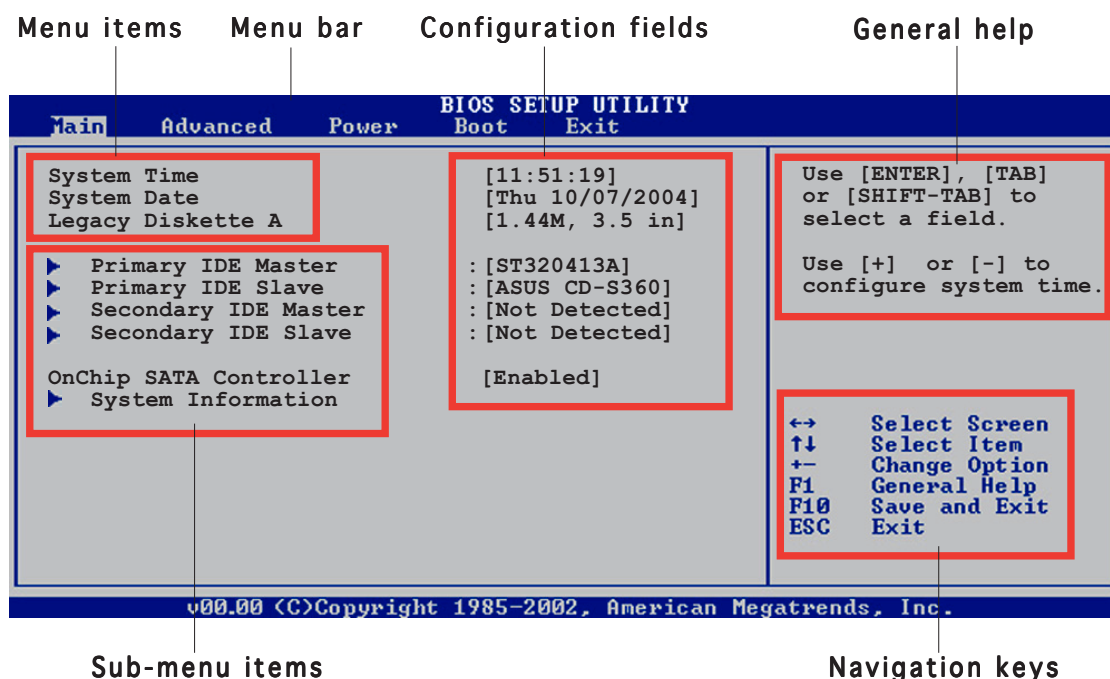 Menu items Menu bar Configuration fields General help
BIOS SETUP UTILITY
Main Advanced Power Boot Exit
System Time [11:51:19]
System Date [Thu 10/07/2004]
Legacy Diskette A [1.44M, 3.5 in]
Primary IDE Master :[ST320413A]
Primary IDE Slave :[ASUS CD-S360]
Secondary IDE Master :[Not Detected]
Secondary IDE Slave :[Not Detected]
OnChip SATA Controller [Enabled]
System Information
Use [ENTER], [TAB]
or [SHIFT-TAB] to
select a field.
Use [+] or [-] to
configure system time.
←→ Select Screen
↑↓ Select Item
+- Change Option
F1 General Help
F10 Save and Exit
ESC Exit
v00.00 (C)Copyright 1985-2002, American Megatrends, Inc.
Sub-menu items Navigation keys